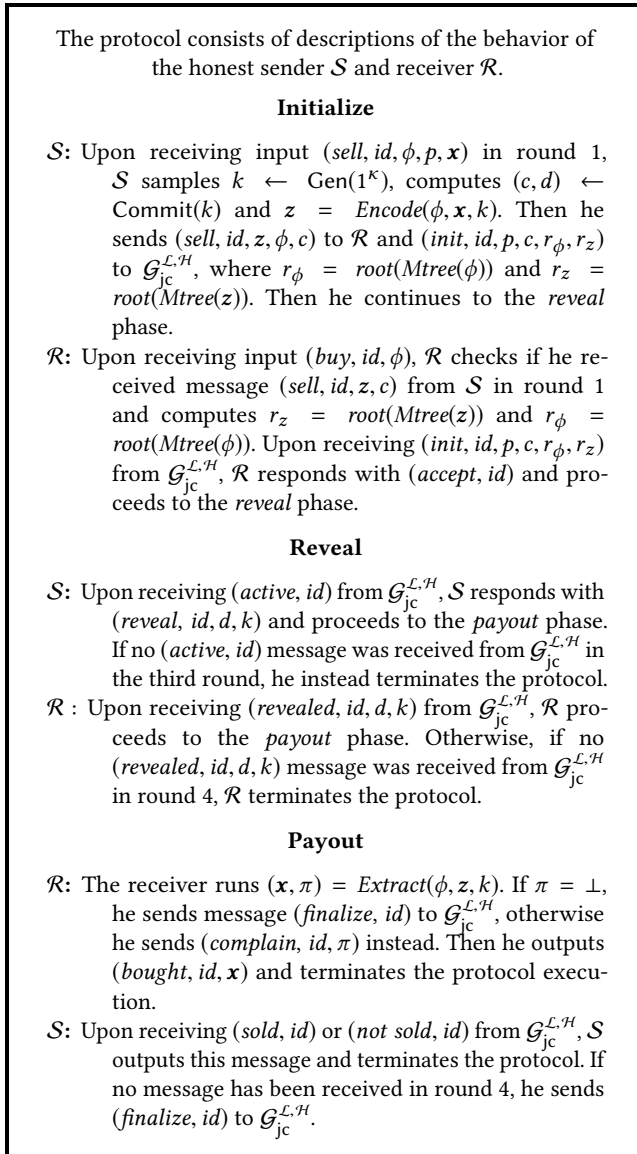 The protocol consists of descriptions of the behavior of
the honest sender 𝒮 and receiver ℛ.
Initialize
𝒮: Upon receiving input (sell, id, ϕ, p, x) in round 1,
𝒮 samples k ← Gen(1^κ), computes (c, d) ←
Commit(k) and z = Encode(ϕ, x, k). Then he
sends (sell, id, z, ϕ, c) to ℛ and (init, id, p, c, r_ϕ, r_z)
to 𝒢_jc^{ℒ,ℋ}, where r_ϕ = root(Mtree(ϕ)) and r_z =
root(Mtree(z)). Then he continues to the reveal
phase.
ℛ: Upon receiving input (buy, id, ϕ), ℛ checks if he re-
ceived message (sell, id, z, c) from 𝒮 in round 1
and computes r_z = root(Mtree(z)) and r_ϕ =
root(Mtree(ϕ)). Upon receiving (init, id, p, c, r_ϕ, r_z)
from 𝒢_jc^{ℒ,ℋ}, ℛ responds with (accept, id) and pro-
ceeds to the reveal phase.
Reveal
𝒮: Upon receiving (active, id) from 𝒢_jc^{ℒ,ℋ}, 𝒮 responds with
(reveal, id, d, k) and proceeds to the payout phase.
If no (active, id) message was received from 𝒢_jc^{ℒ,ℋ} in
the third round, he instead terminates the protocol.
ℛ : Upon receiving (revealed, id, d, k) from 𝒢_jc^{ℒ,ℋ}, ℛ pro-
ceeds to the payout phase. Otherwise, if no
(revealed, id, d, k) message was received from 𝒢_jc^{ℒ,ℋ}
in round 4, ℛ terminates the protocol.
Payout
ℛ: The receiver runs (x, π) = Extract(ϕ, z, k). If π = ⊥,
he sends message (finalize, id) to 𝒢_jc^{ℒ,ℋ}, otherwise
he sends (complain, id, π) instead. Then he outputs
(bought, id, x) and terminates the protocol execu-
tion.
𝒮: Upon receiving (sold, id) or (not sold, id) from 𝒢_jc^{ℒ,ℋ}, 𝒮
outputs this message and terminates the protocol. If
no message has been received in round 4, he sends
(finalize, id) to 𝒢_jc^{ℒ,ℋ}.